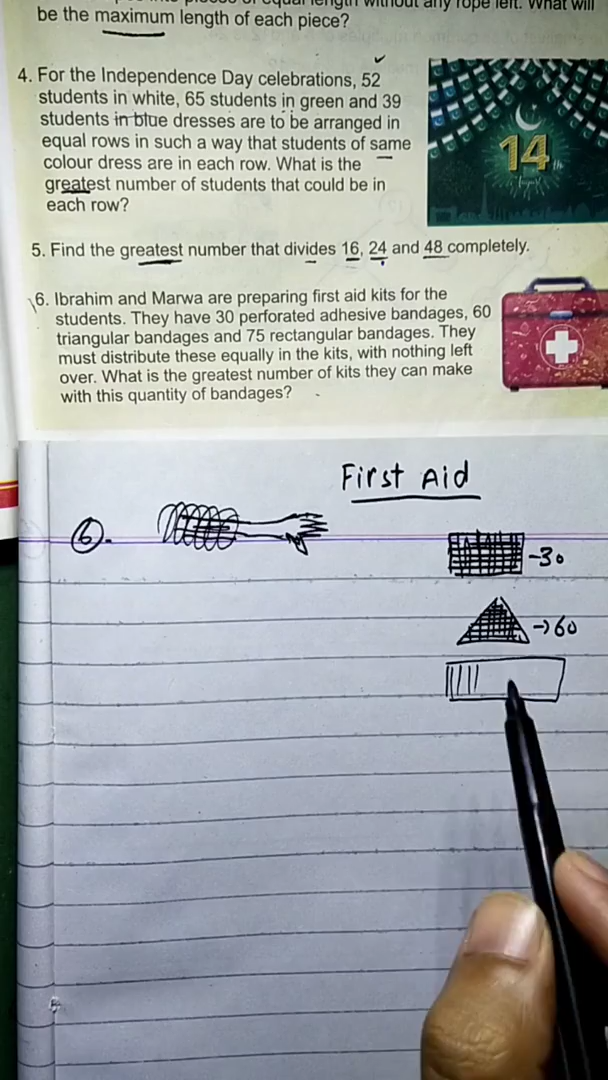 be the maximum length of each piece?
4. For the Independence Day celebrations, 52
students in white, 65 students in green and 39
students in blue dresses are to be arranged in
equal rows in such a way that students of same
colour dress are in each row. What is the
greatest number of students that could be in
each row?
14th
August
5. Find the greatest number that divides 16, 24 and 48 completely.
6. Ibrahim and Marwa are preparing first aid kits for the
students. They have 30 perforated adhesive bandages, 60
triangular bandages and 75 rectangular bandages. They
must distribute these equally in the kits, with nothing left
over. What is the greatest number of kits they can make
with this quantity of bandages?
First Aid
6.
-30
→60